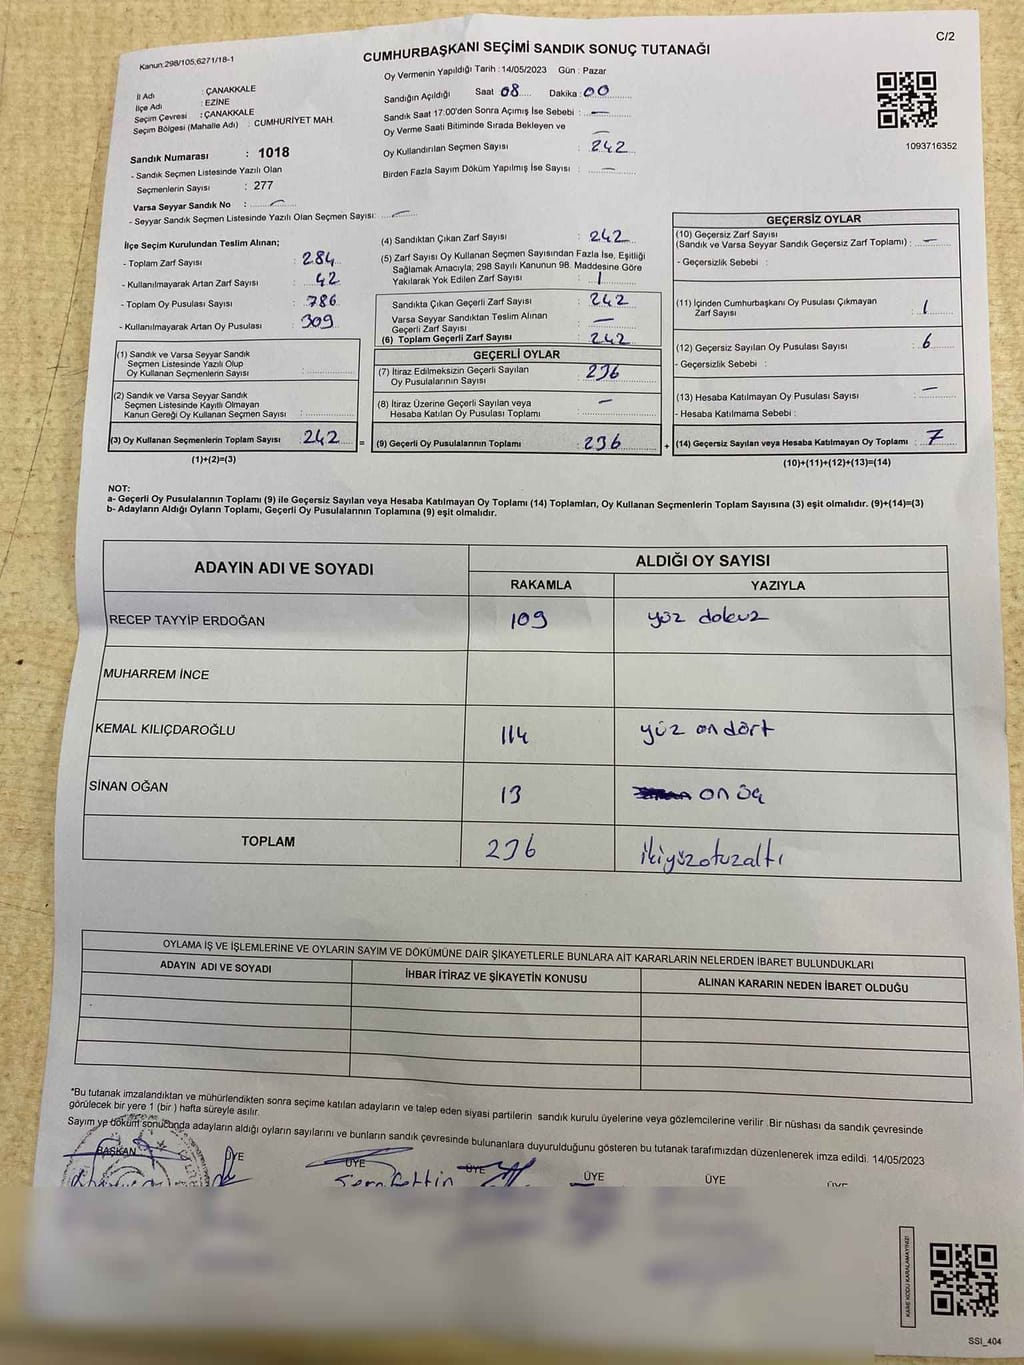 C/2
Kanun:298/105,6271/18-1
CUMHURBAŞKANI SEÇİMİ SANDIK SONUÇ TUTANAĞI
Oy Vermenin Yapıldığı Tarih : 14/05/2023 Gün : Pazar
İl Adı : ÇANAKKALE
İlçe Adı : EZİNE
Seçim Çevresi : ÇANAKKALE
Seçim Bölgesi (Mahalle Adı) : CUMHURİYET MAH.
Sandık Numarası : 1018
- Sandık Seçmen Listesinde Yazılı Olan
Seçmenlerin Sayısı : 277
Varsa Seyyar Sandık No : —
- Seyyar Sandık Seçmen Listesinde Yazılı Olan Seçmen Sayısı: —
Sandığın Açıldığı Saat 08 Dakika : 00
Sandık Saat 17:00'den Sonra Açımış İse Sebebi : —
Oy Verme Saati Bitiminde Sırada Bekleyen ve
Oy Kullandırılan Seçmen Sayısı : 242
Birden Fazla Sayım Döküm Yapılmış İse Sayısı : —
1093716352
İlçe Seçim Kurulundan Teslim Alınan;
- Toplam Zarf Sayısı : 284
- Kullanılmayarak Artan Zarf Sayısı : 42
- Toplam Oy Pusulası Sayısı : 786
- Kullanılmayarak Artan Oy Pusulası : 309
(1) Sandık ve Varsa Seyyar Sandık
Seçmen Listesinde Yazılı Olup
Oy Kullanan Seçmenlerin Sayısı :
(2) Sandık ve Varsa Seyyar Sandık
Seçmen Listesinde Kayıtlı Olmayan
Kanun Gereği Oy Kullanan Seçmen Sayısı :
(3) Oy Kullanan Seçmenlerin Toplam Sayısı : 242 =
(1)+(2)=(3)
(4) Sandıktan Çıkan Zarf Sayısı : 242
(5) Zarf Sayısı Oy Kullanan Seçmen Sayısından Fazla İse, Eşitliği
Sağlamak Amacıyla; 298 Sayılı Kanunun 98. Maddesine Göre
Yakılarak Yok Edilen Zarf Sayısı : 1
Sandıkta Çıkan Geçerli Zarf Sayısı : 242
Varsa Seyyar Sandıktan Teslim Alınan
Geçerli Zarf Sayısı : —
(6) Toplam Geçerli Zarf Sayısı : 242
GEÇERLİ OYLAR
(7) İtiraz Edilmeksizin Geçerli Sayılan
Oy Pusulalarının Sayısı : 236
(8) İtiraz Üzerine Geçerli Sayılan veya
Hesaba Katılan Oy Pusulası Toplamı : —
(9) Geçerli Oy Pusulalarının Toplamı : 236 +
GEÇERSİZ OYLAR
(10) Geçersiz Zarf Sayısı
(Sandık ve Varsa Seyyar Sandık Geçersiz Zarf Toplamı) : —
- Geçersizlik Sebebi :
(11) İçinden Cumhurbaşkanı Oy Pusulası Çıkmayan
Zarf Sayısı : 1
(12) Geçersiz Sayılan Oy Pusulası Sayısı : 6
- Geçersizlik Sebebi :
(13) Hesaba Katılmayan Oy Pusulası Sayısı : —
- Hesaba Katılmama Sebebi :
(14) Geçersiz Sayılan veya Hesaba Katılmayan Oy Toplamı : 7
(10)+(11)+(12)+(13)=(14)
NOT:
a- Geçerli Oy Pusulalarının Toplamı (9) ile Geçersiz Sayılan veya Hesaba Katılmayan Oy Toplamı (14) Toplamları, Oy Kullanan Seçmenlerin Toplam Sayısına (3) eşit olmalıdır. (9)+(14)=(3)
b- Adayların Aldığı Oyların Toplamı, Geçerli Oy Pusulalarının Toplamına (9) eşit olmalıdır.
ADAYIN ADI VE SOYADI ALDIĞI OY SAYISI
RAKAMLA YAZIYLA
RECEP TAYYİP ERDOĞAN 109 yüz dokuz
MUHARREM İNCE
KEMAL KILIÇDAROĞLU 114 yüz on dört
SİNAN OĞAN 13 on üç
TOPLAM 236 ikiyüzotuzaltı
OYLAMA İŞ VE İŞLEMLERİNE VE OYLARIN SAYIM VE DÖKÜMÜNE DAİR ŞİKAYETLERLE BUNLARA AİT KARARLARIN NELERDEN İBARET BULUNDUKLARI
ADAYIN ADI VE SOYADI İHBAR İTİRAZ VE ŞİKAYETİN KONUSU ALINAN KARARIN NEDEN İBARET OLDUĞU
*Bu tutanak imzalandıktan ve mühürlendikten sonra seçime katılan adayların ve talep eden siyasi partilerin sandık kurulu üyelerine veya gözlemcilerine verilir .Bir nüshası da sandık çevresinde
görülecek bir yere 1 (bir ) hafta süreyle asılır.
Sayım ve döküm sonucunda adayların aldığı oyların sayılarını ve bunların sandık çevresinde bulunanlara duyurulduğunu gösteren bu tutanak tarafımızdan düzenlenerek imza edildi. 14/05/2023
BAŞKAN ÜYE ÜYE ÜYE ÜYE ÜYE ÜYE
KARE KODU KARALAMAYINIZ!
SSI_404